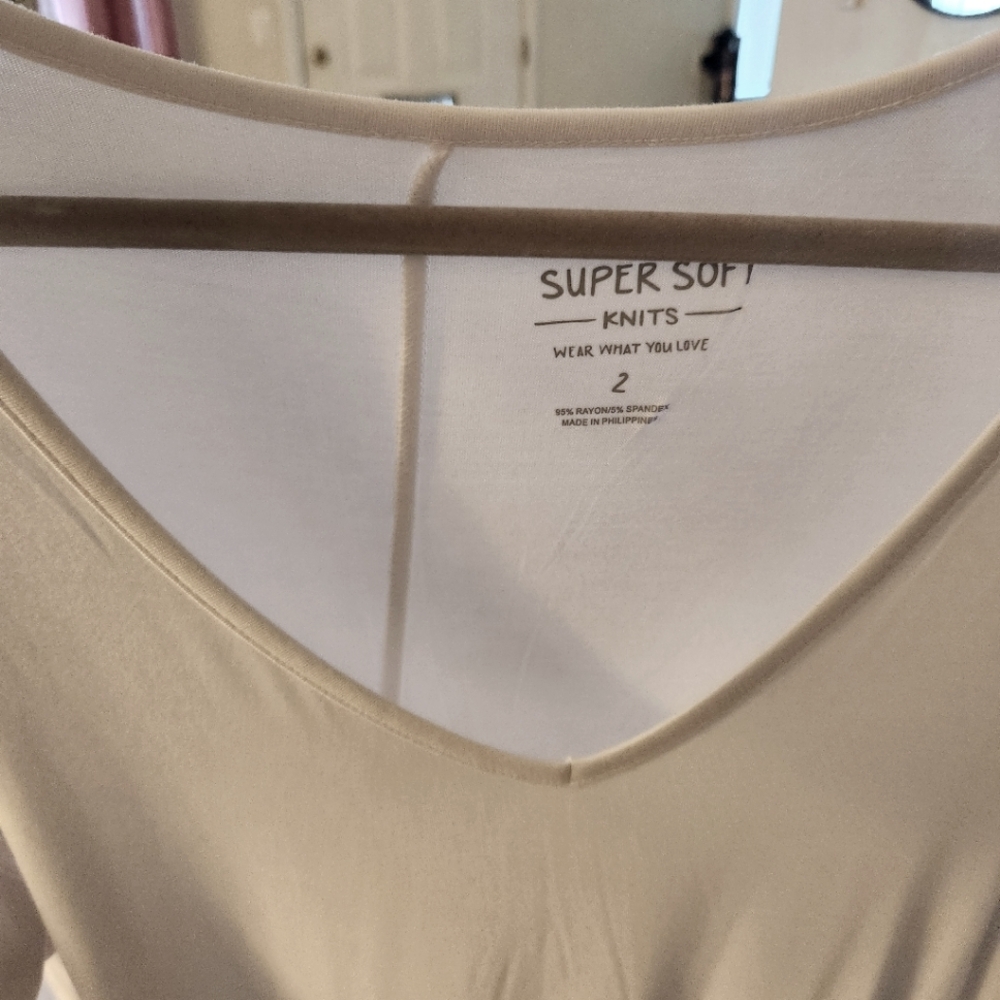 SUPER SOFT
KNITS
WEAR WHAT YOU LOVE
2
95% RAYON/5% SPANDEX
MADE IN PHILIPPINES